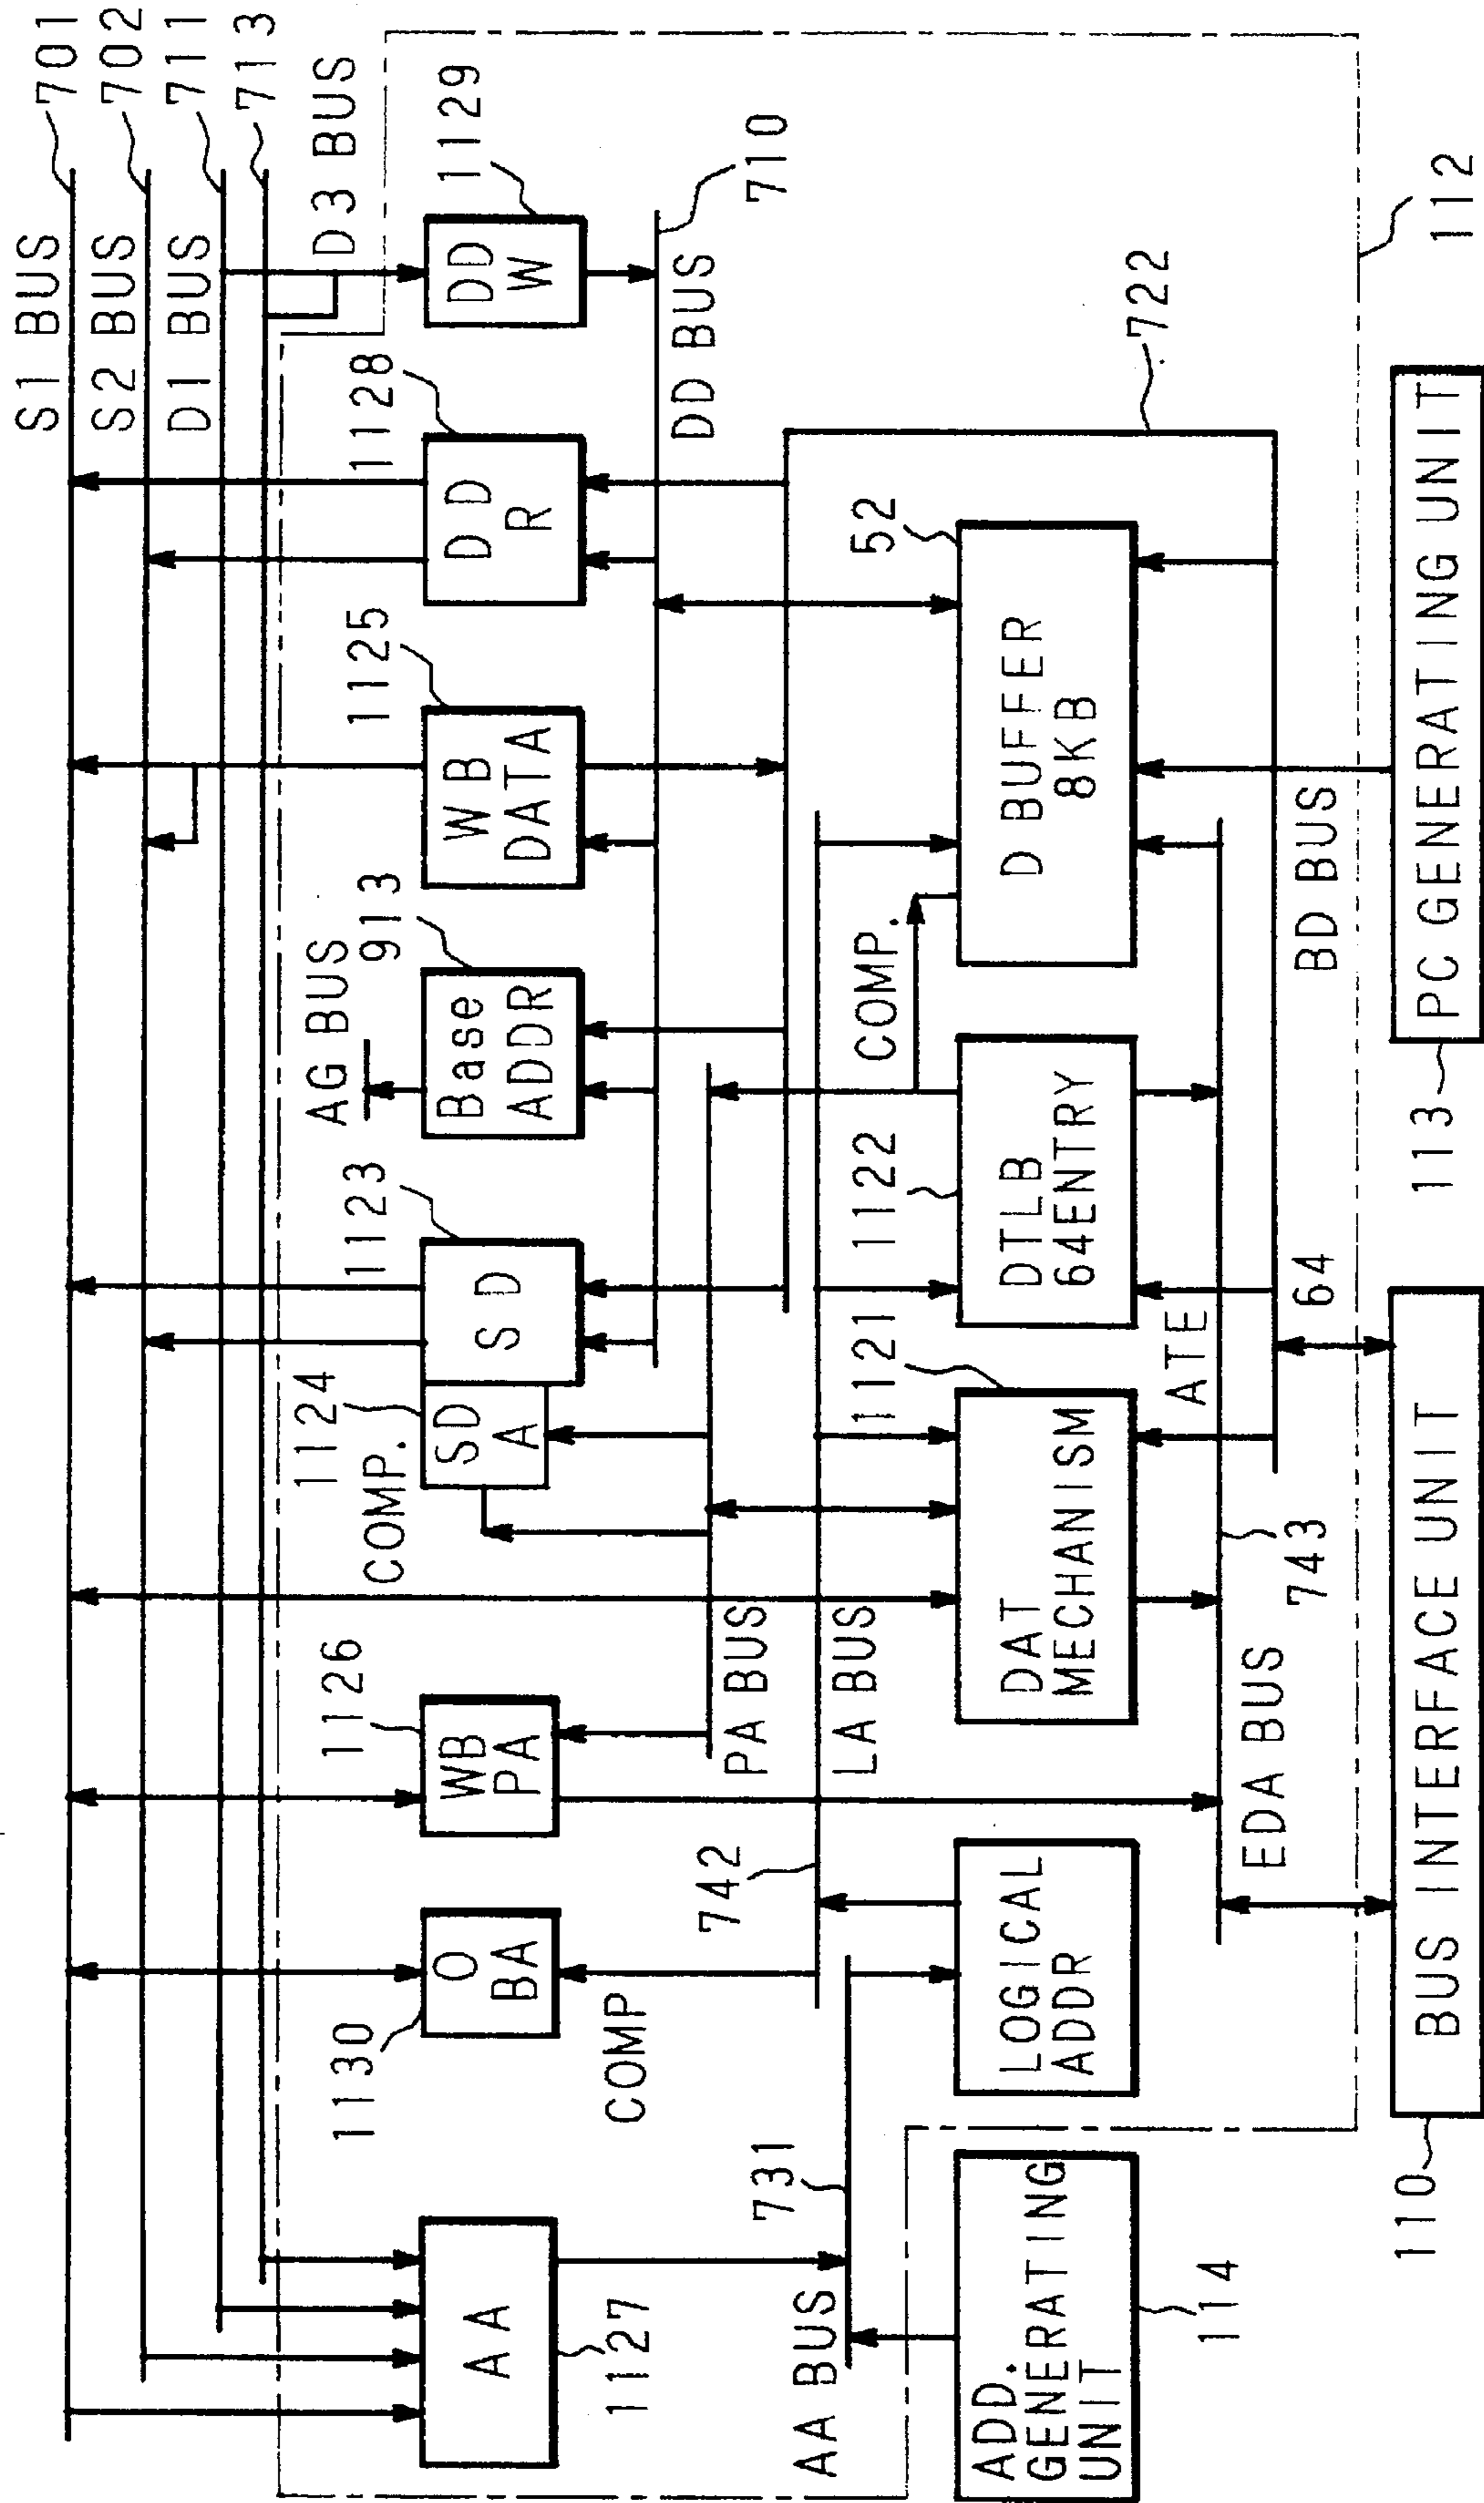 S1 BUS
701
S2 BUS
702
D1 BUS
711
713
D3 BUS
AA
1127
O
BA
1130
COMP
WB
PA
1126
SD
A
1124
COMP.
S D
1123
Base
ADDR
913
AG BUS
WB
DATA
1125
D D
R
1128
DD
W
1129
DD BUS
710
PA BUS
LA BUS
742
AA BUS
731
ADD.
GENERATING
UNIT
114
LOGICAL
ADDR
DAT
MECHANISM
1121
DTLB
64ENTRY
1122
COMP.
D BUFFER
8KB
52
722
EDA BUS
743
ATE
64
BD BUS
112
BUS INTERFACE UNIT
110
PC GENERATING UNIT
113